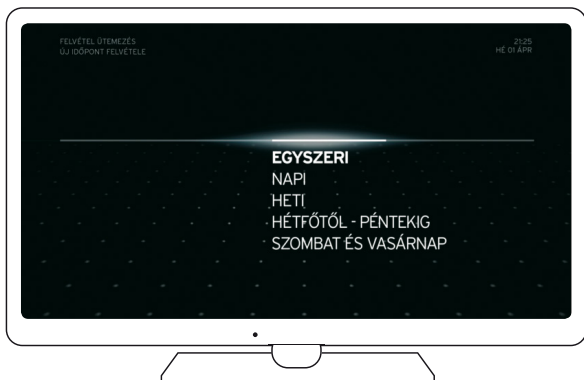 FELVÉTEL ÜTEMEZÉS
ÚJ IDŐPONT FELVÉTELE
21:25
HÉ 01 ÁPR
EGYSZERI
NAPI
HETI
HÉTFŐTŐL - PÉNTEKIG
SZOMBAT ÉS VASÁRNAP